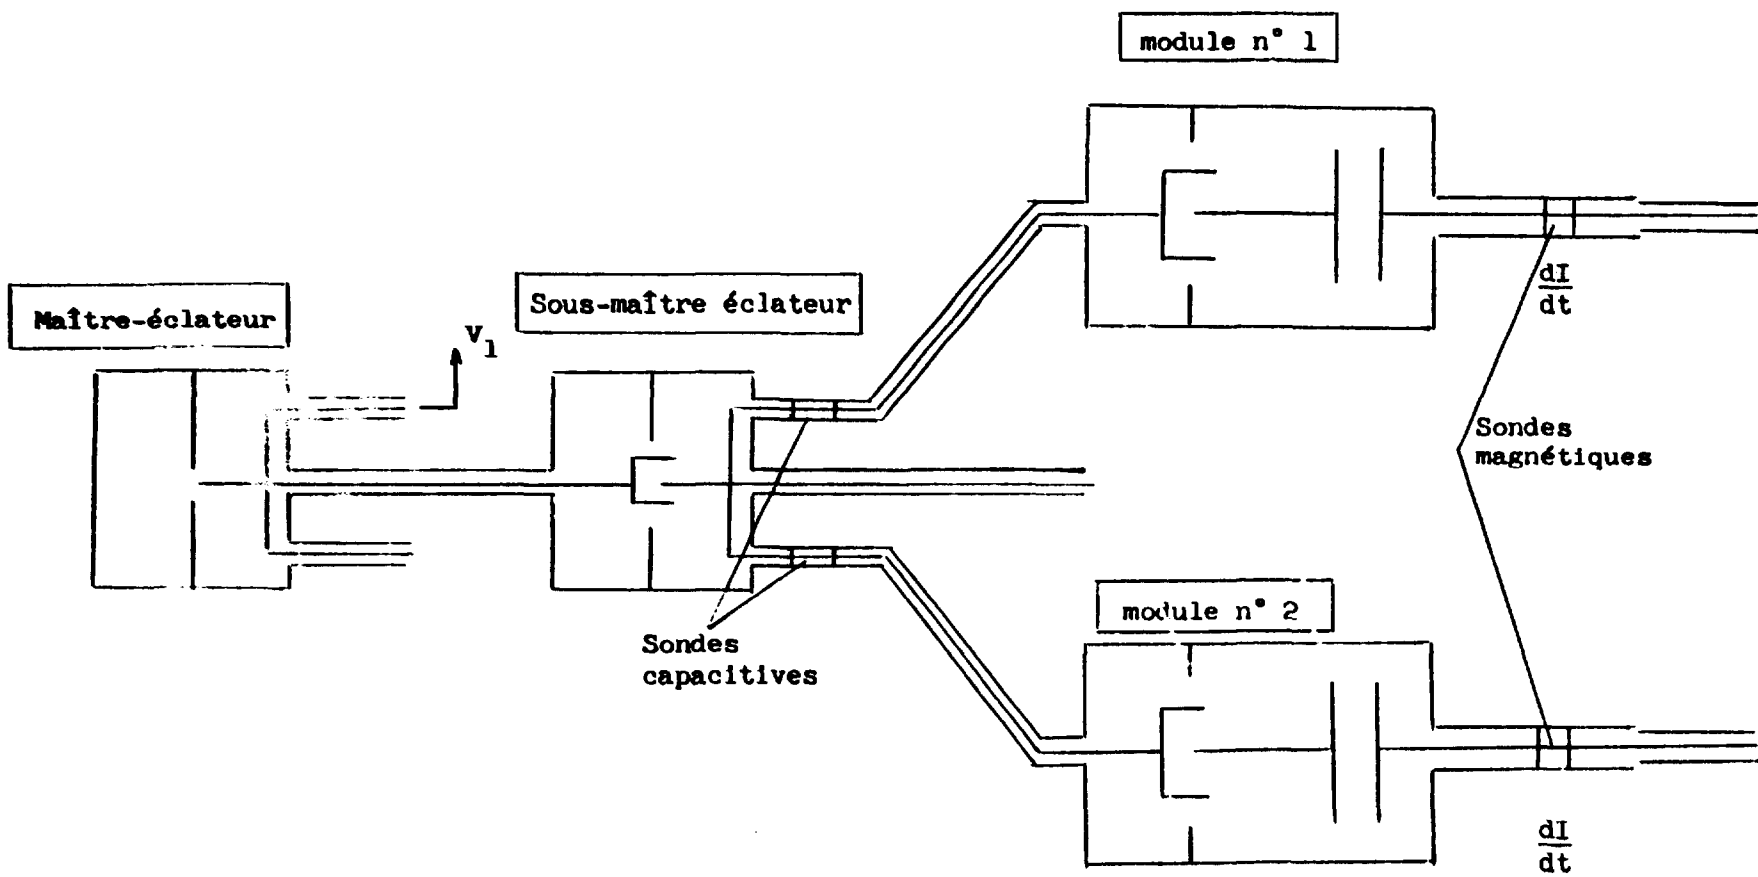 module n° 1
Maître-éclateur
V1
Sous-maître éclateur
dI
dt
Sondes
magnétiques
Sondes
capacitives
module n° 2
dI
dt